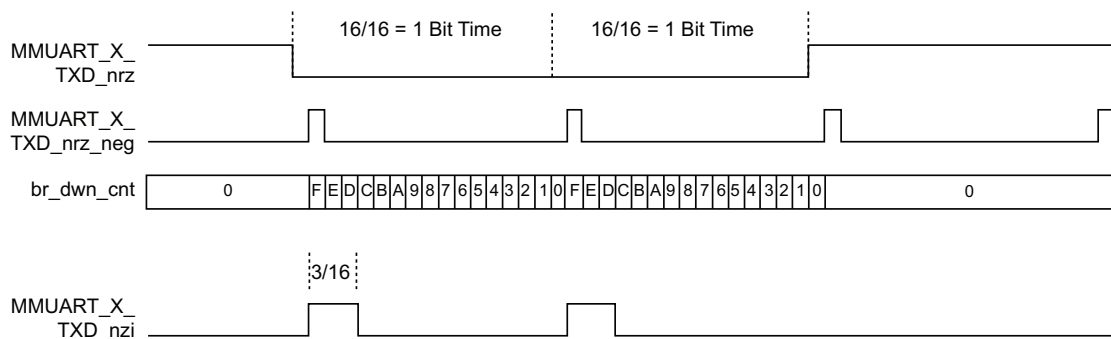 16/16 = 1 Bit Time 16/16 = 1 Bit Time
MMUART_X_
TXD_nrz
MMUART_X_
TXD_nrz_neg
br_dwn_cnt 0 F E D C B A 9 8 7 6 5 4 3 2 1 0 F E D C B A 9 8 7 6 5 4 3 2 1 0 0
3/16
MMUART_X_
TXD_nzi